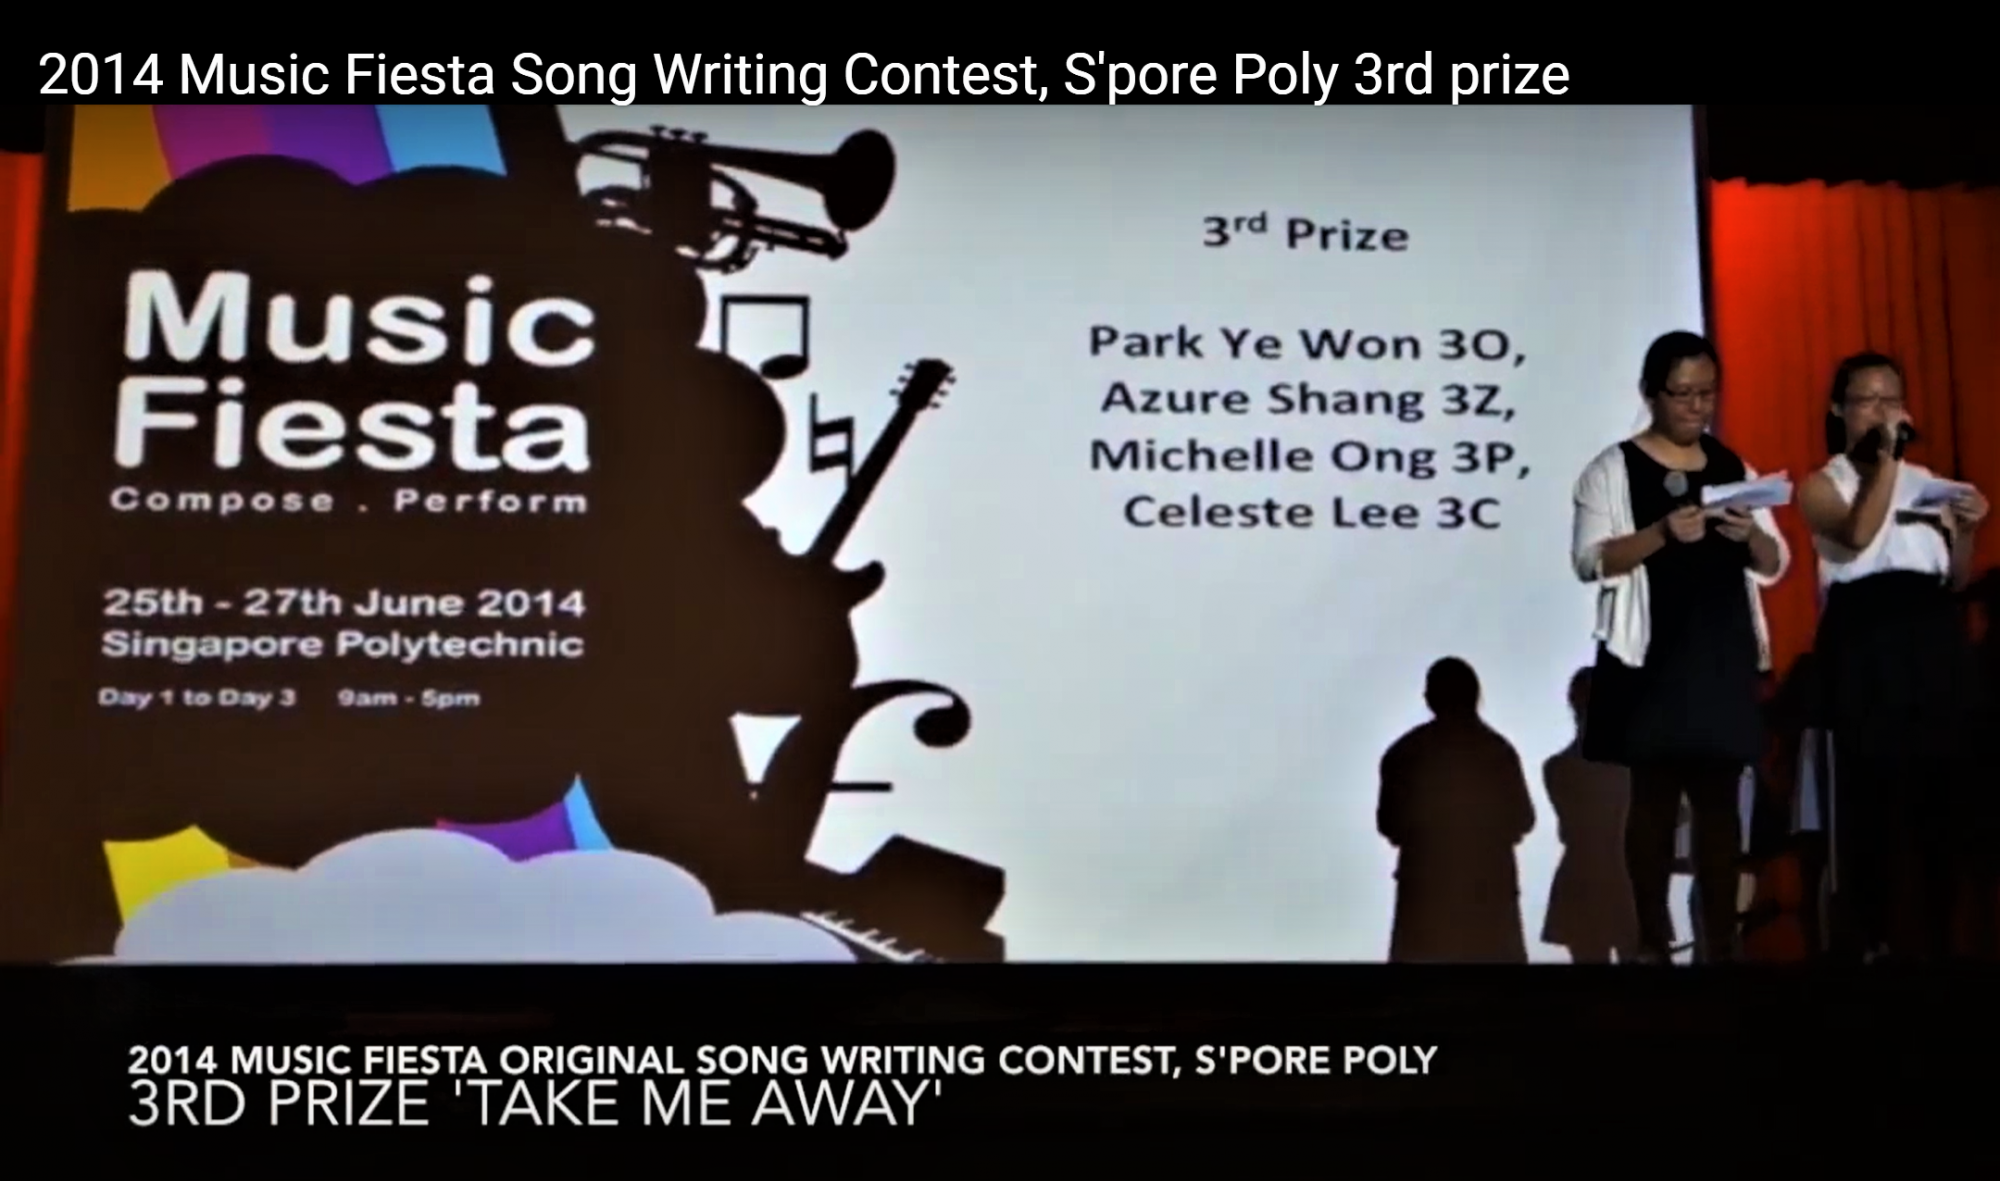 2014 Music Fiesta Song Writing Contest, S'pore Poly 3rd prize
Music
Fiesta
Compose . Perform
25th - 27th June 2014
Singapore Polytechnic
Day 1 to Day 3 9am - 5pm
3rd Prize
Park Ye Won 3O,
Azure Shang 3Z,
Michelle Ong 3P,
Celeste Lee 3C
2014 MUSIC FIESTA ORIGINAL SONG WRITING CONTEST, S'PORE POLY
3RD PRIZE 'TAKE ME AWAY'